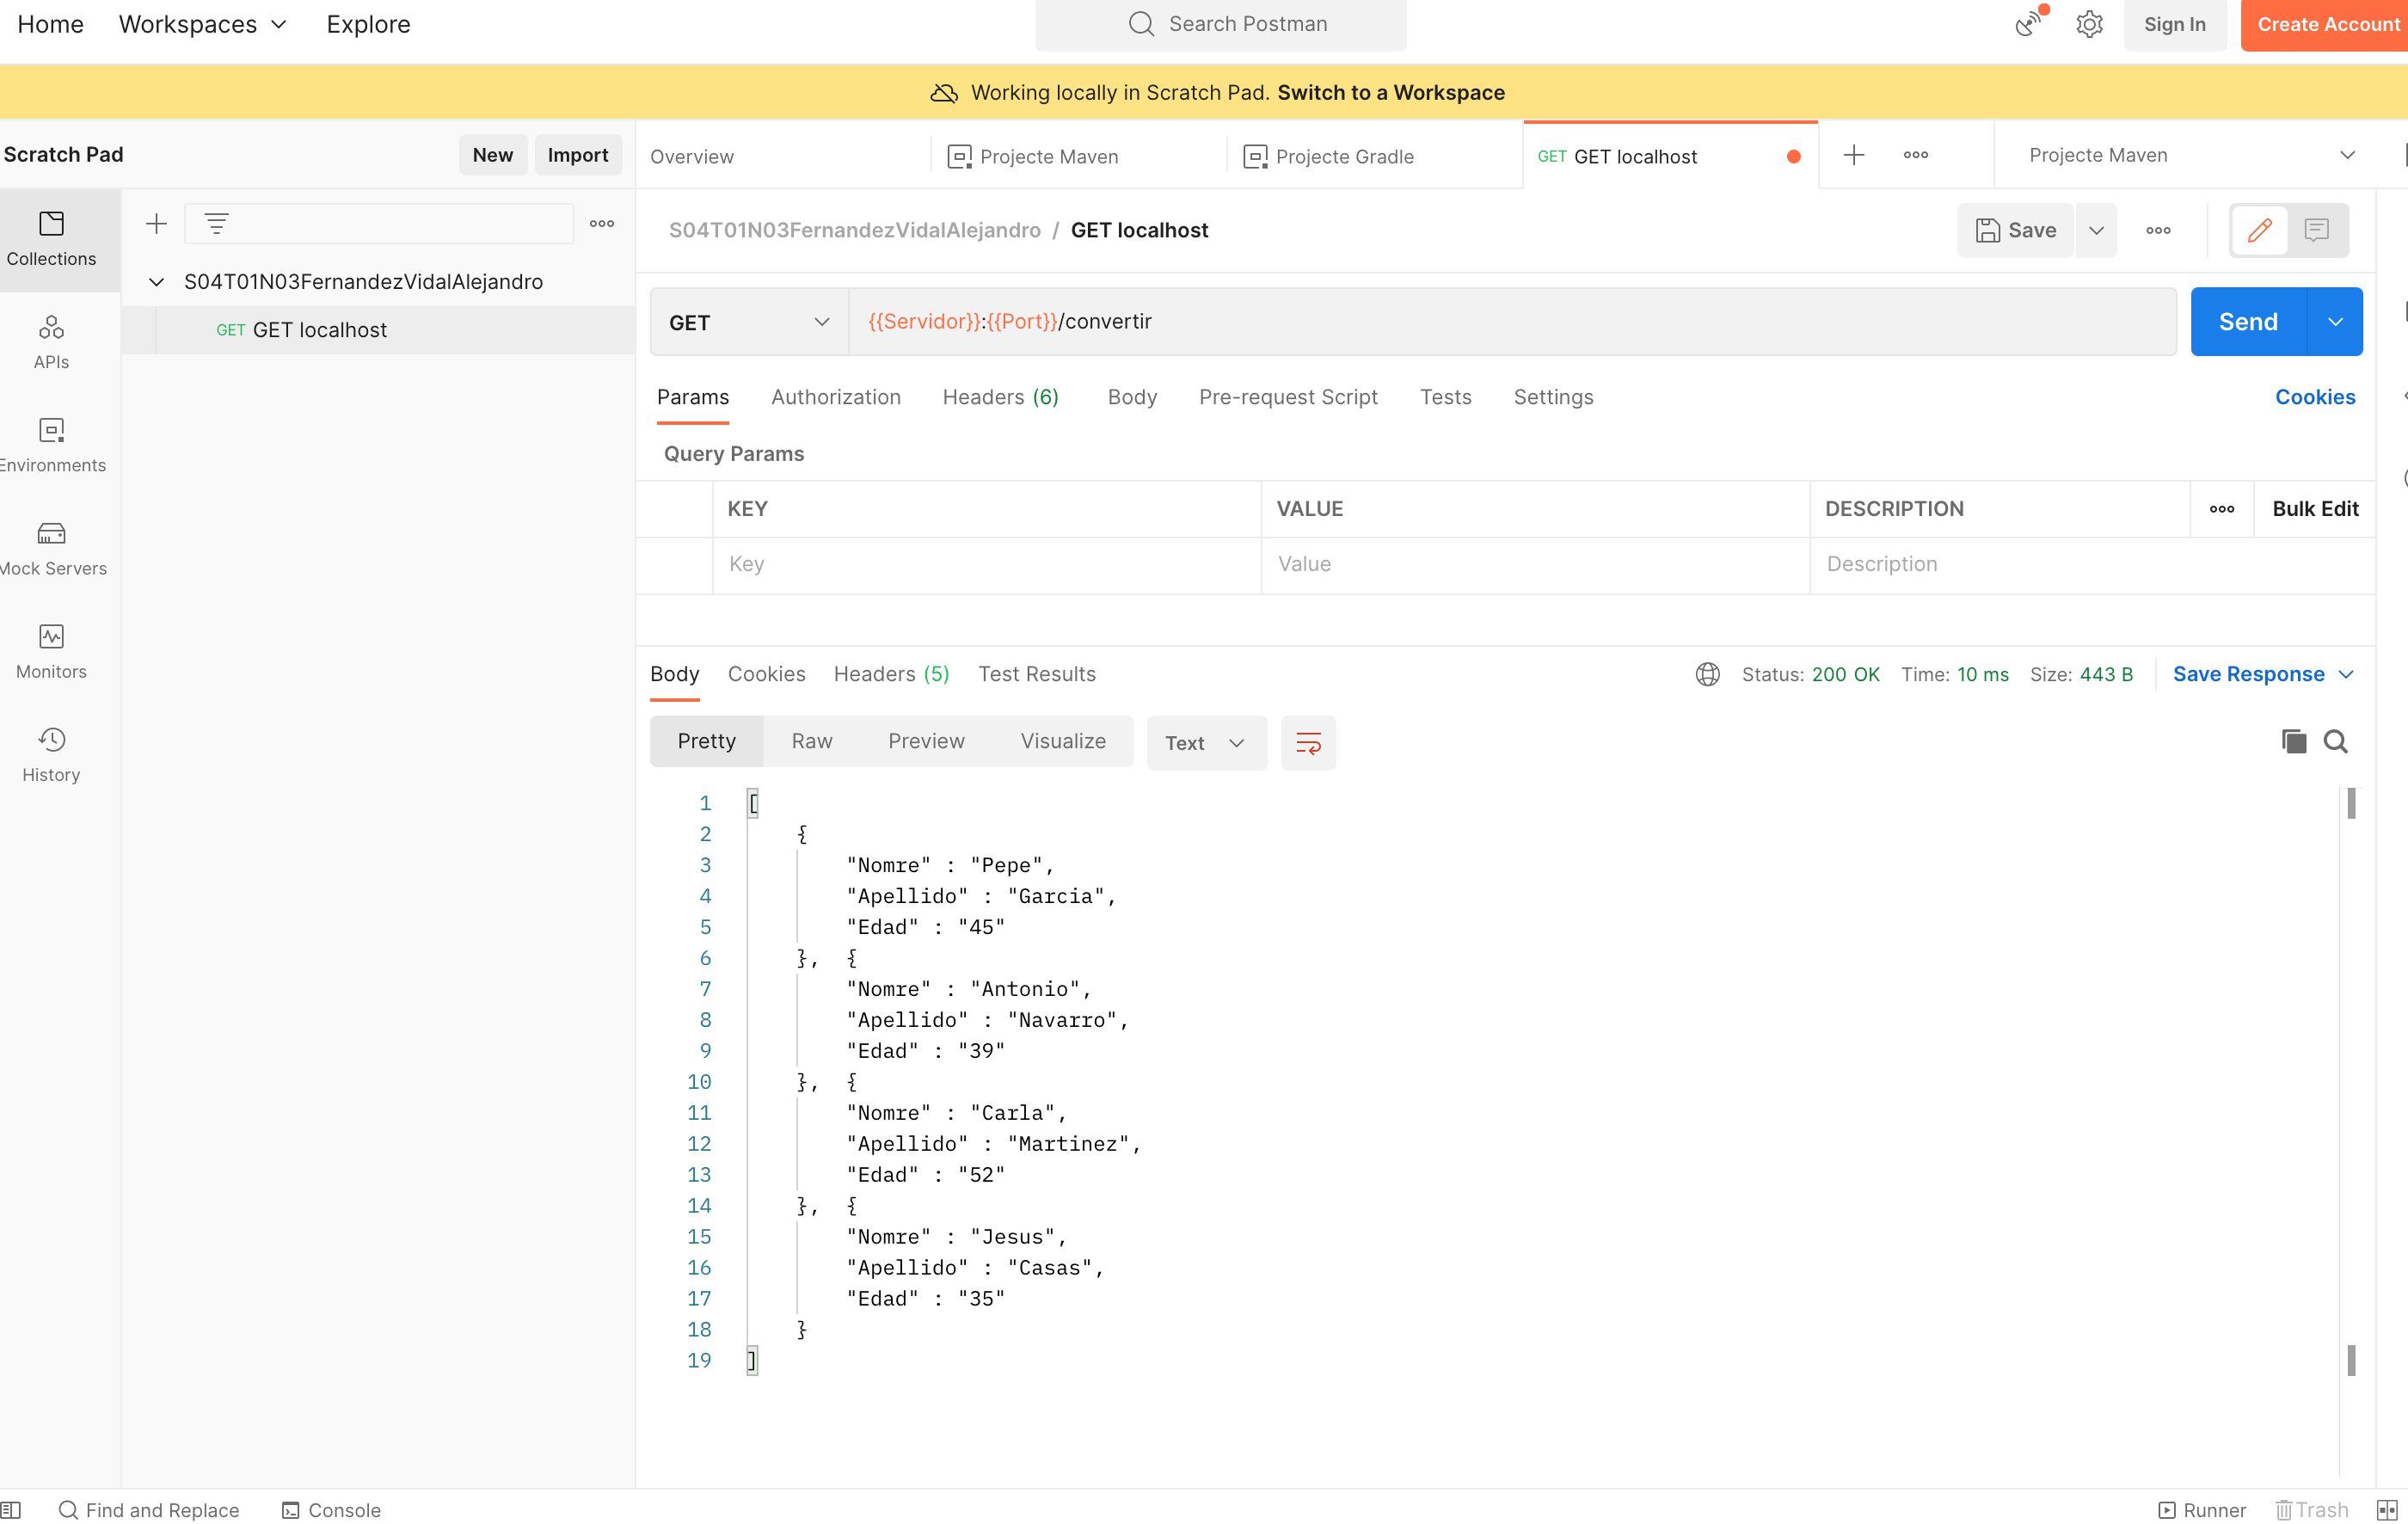 Home Workspaces Explore Search Postman Sign In Create Account
Working locally in Scratch Pad. Switch to a Workspace
Scratch Pad New Import Overview Projecte Maven Projecte Gradle GET GET localhost Projecte Maven
S04T01N03FernandezVidalAlejandro / GET localhost Save
Collections
S04T01N03FernandezVidalAlejandro
GET GET localhost
GET {{Servidor}}:{{Port}}/convertir Send
APIs
Params Authorization Headers (6) Body Pre-request Script Tests Settings Cookies
Environments
Query Params
KEY VALUE DESCRIPTION Bulk Edit
Key Value Description
Mock Servers
Monitors
Body Cookies Headers (5) Test Results Status: 200 OK Time: 10 ms Size: 443 B Save Response
Pretty Raw Preview Visualize Text
History
1 [
2 {
3 "Nomre" : "Pepe",
4 "Apellido" : "Garcia",
5 "Edad" : "45"
6 }, {
7 "Nomre" : "Antonio",
8 "Apellido" : "Navarro",
9 "Edad" : "39"
10 }, {
11 "Nomre" : "Carla",
12 "Apellido" : "Martinez",
13 "Edad" : "52"
14 }, {
15 "Nomre" : "Jesus",
16 "Apellido" : "Casas",
17 "Edad" : "35"
18 }
19 ]
Find and Replace Console Runner Trash